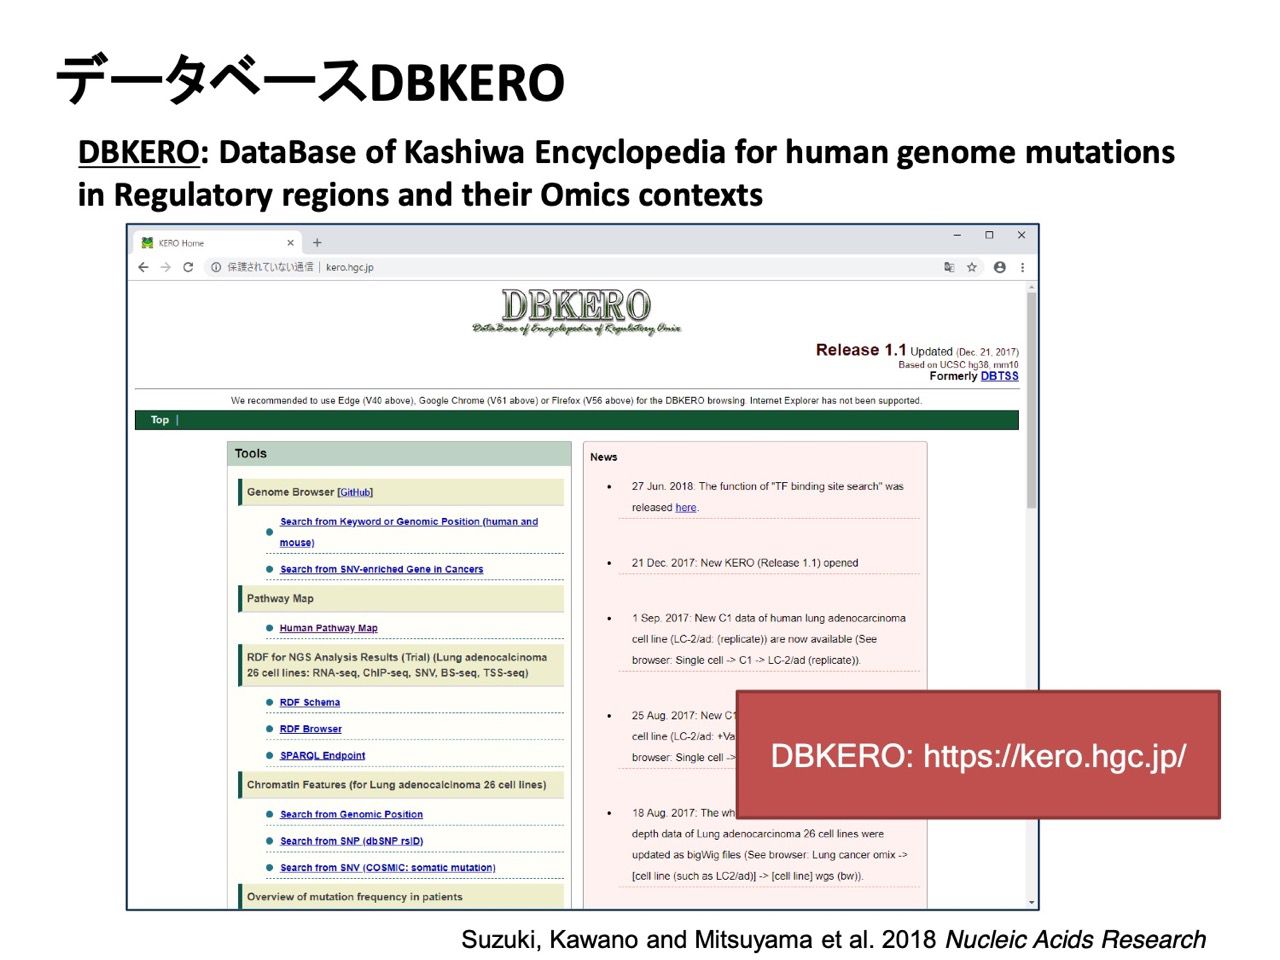 データベースDBKERO
DBKERO: DataBase of Kashiwa Encyclopedia for human genome mutations
in Regulatory regions and their Omics contexts
KERO Home
保護されていない通信 | kero.hgc.jp
DBKERO
DataBase of Encyclopedia of Regulatory Omix
Release 1.1 Updated (Dec. 21, 2017)
Based on UCSC hg38, mm10
Formerly DBTSS
We recommended to use Edge (V40 above), Google Chrome (V61 above) or Firefox (V56 above) for the DBKERO browsing. Internet Explorer has not been supported.
Top |
Tools
Genome Browser [GitHub]
Search from Keyword or Genomic Position (human and
mouse)
Search from SNV-enriched Gene in Cancers
Pathway Map
Human Pathway Map
RDF for NGS Analysis Results (Trial) (Lung adenocalcinoma
26 cell lines: RNA-seq, ChIP-seq, SNV, BS-seq, TSS-seq)
RDF Schema
RDF Browser
SPARQL Endpoint
Chromatin Features (for Lung adenocalcinoma 26 cell lines)
Search from Genomic Position
Search from SNP (dbSNP rsID)
Search from SNV (COSMIC: somatic mutation)
Overview of mutation frequency in patients
News
27 Jun. 2018: The function of "TF binding site search" was
released here.
21 Dec. 2017: New KERO (Release 1.1) opened
1 Sep. 2017: New C1 data of human lung adenocarcinoma
cell line (LC-2/ad: (replicate)) are now available (See
browser: Single cell -> C1 -> LC-2/ad (replicate)).
25 Aug. 2017: New C1
cell line (LC-2/ad: +Va
browser: Single cell ->
18 Aug. 2017: The wh
depth data of Lung adenocarcinoma 26 cell lines were
updated as bigWig files (See browser: Lung cancer omix ->
[cell line (such as LC2/ad)] -> [cell line] wgs (bw)).
DBKERO: https://kero.hgc.jp/
Suzuki, Kawano and Mitsuyama et al. 2018 Nucleic Acids Research